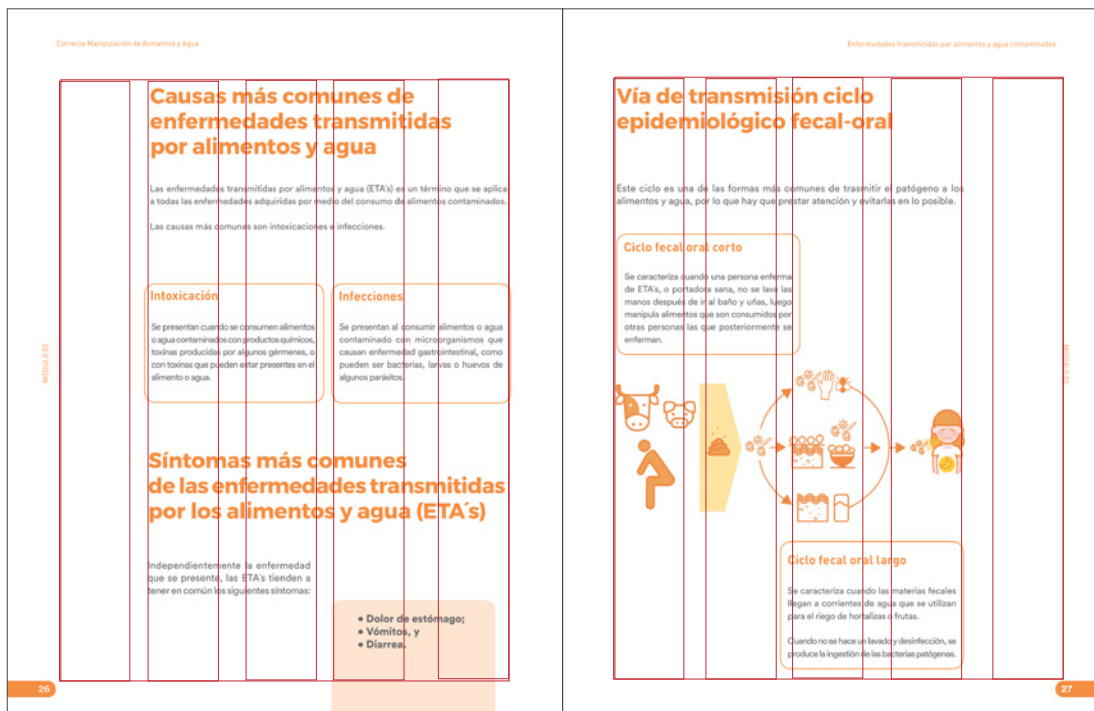 Correcta Manipulación de Alimentos y Agua
Causas más comunes de
enfermedades transmitidas
por alimentos y agua
Las enfermedades transmitidas por alimentos y agua (ETA´s) es un término que se aplica
a todas las enfermedades adquiridas por medio del consumo de alimentos contaminados.
Las causas más comunes son intoxicaciones e infecciones.
Intoxicación
Se presentan cuando se consumen alimentos
o agua contaminados con productos químicos,
toxinas producidas por algunos gérmenes, o
con toxinas que pueden estar presentes en el
alimento o agua.
Infecciones
Se presentan al consumir alimentos o agua
contaminado con microorganismos que
causan enfermedad gastrointestinal, como
pueden ser bacterias, larvas o huevos de
algunos parásitos.
MÓDULO 02
Síntomas más comunes
de las enfermedades transmitidas
por los alimentos y agua (ETA´s)
Independientemente la enfermedad
que se presente, las ETA´s tienden a
tener en común los siguientes síntomas:
• Dolor de estómago;
• Vómitos, y
• Diarrea.
26
Enfermedades transmitidas por alimentos y agua contaminados
Vía de transmisión ciclo
epidemiológico fecal-oral
Este ciclo es una de las formas más comunes de trasmitir el patógeno a los
alimentos y agua, por lo que hay que prestar atención y evitarlas en lo posible.
Ciclo fecal oral corto
Se caracteriza cuando una persona enferma
de ETA´s, o portadora sana, no se lava las
manos después de ir al baño y uñas, luego
manipula alimentos que son consumidos por
otras personas las que posteriormente se
enferman.
MÓDULO 02
Ciclo fecal oral largo
Se caracteriza cuando las materias fecales
llegan a corrientes de agua que se utilizan
para el riego de hortalizas o frutas.
Cuando no se hace un lavado y desinfección, se
produce la ingestión de las bacterias patógenas.
27